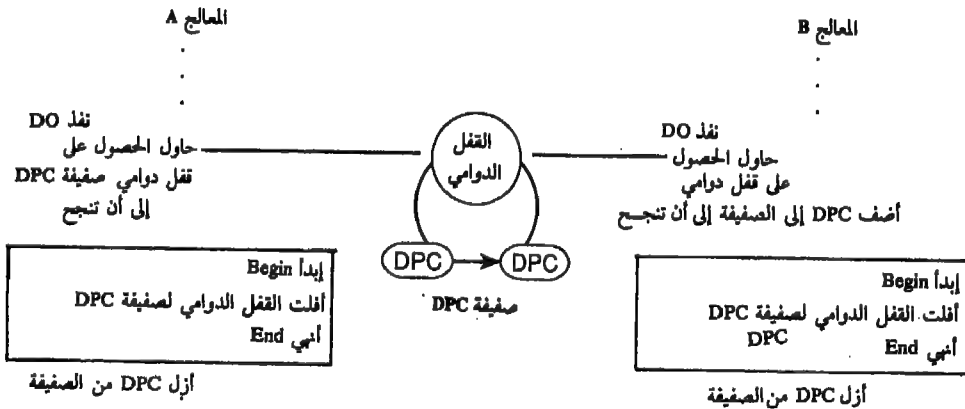 المعالج A
.
.
.
نفذ DO
حاول الحصول على
قفل دوامي صفيفة DPC
إلى أن تنجح
إبدأ Begin
أفلت القفل الدوامي لصفيفة DPC
أنهي End
أزل DPC من الصفيفة
القفل
الدوامي
DPC
DPC
صفيفة DPC
المعالج B
.
.
.
نفذ DO
حاول الحصول
على قفل دوامي
أضف DPC إلى الصفيفة إلى أن تنجح
إبدأ Begin
أفلت القفل الدوامي لصفيفة DPC
DPC
أنهي End
أزل DPC من الصفيفة